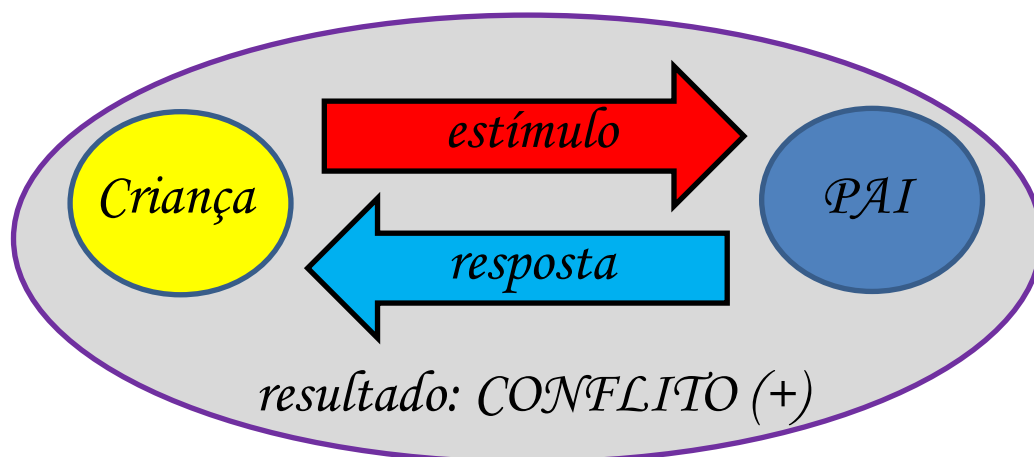 estímulo
Criança
PAI
resposta
resultado: CONFLITO (+)